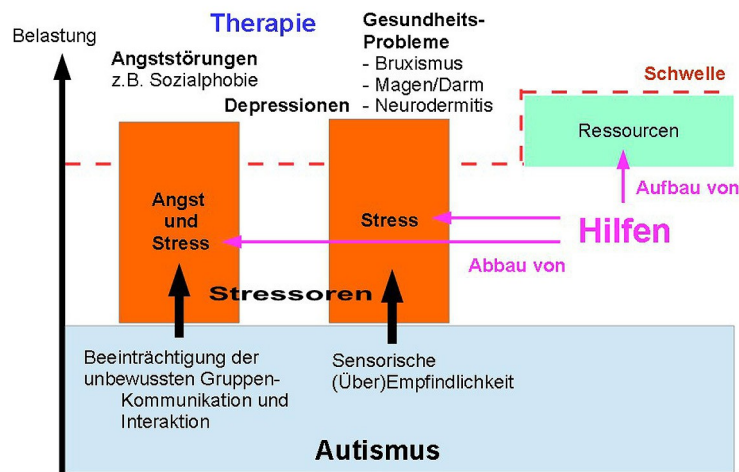 Therapie
Belastung
Angststörungen
z.B. Sozialphobie
Depressionen
Gesundheits-
Probleme
- Bruxismus
- Magen/Darm
- Neurodermitis
Schwelle
Ressourcen
Aufbau von
Hilfen
Abbau von
Angst
und
Stress
Stress
Stressoren
Beeinträchtigung der
unbewussten Gruppen-
Kommunikation und
Interaktion
Sensorische
(Über)Empfindlichkeit
Autismus